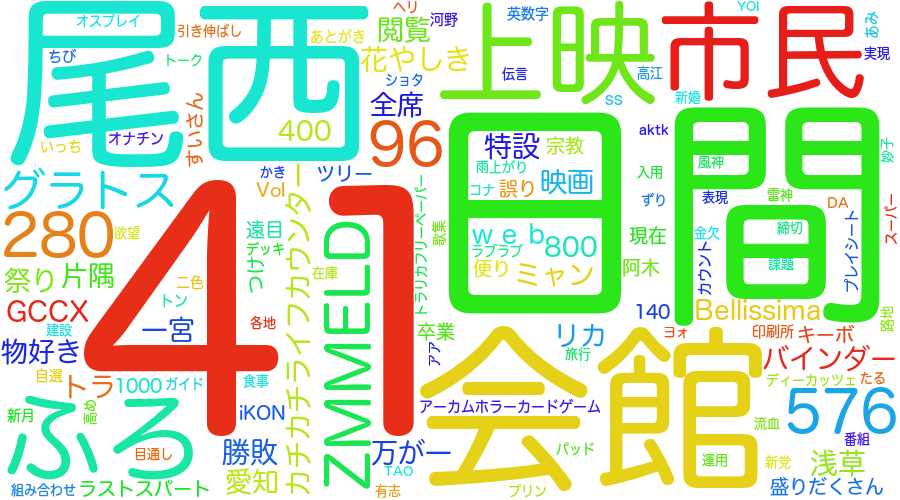 オスプレイ
尾西
引き伸ばし
ヘリ
あとがき
閲覧
河野
英数字
上映
市民
YOI
あみ
ちび
トーク
花やしき
ショタ
伝言
高江
実現
SS
新婚
オナチン
いっち
すいさん
400
全席
96
特設
宗教
aktk
日間
風神
妙子
かき
ツリー
雨上がり
入用
グラトス
Vol
コナ
誤り
映画
ずり
表現
雷神
DA
スーパー
280
欲望
41
遠目
デッキ
つけ
カチカチライフカウンター
ZMMELD
トラリカフリーペーパー
歌集
web
800
ラブラブ
現在
金欠
締切
カウント
プレイシート
祭り
片隅
二色
在庫
便り
ミャン
阿木
課題
GCCX
トン
一宮
各地
140
Bellissima
路地
建設
卒業
リカ
ヨォ
印刷所
キーボ
物好き
アア
旅行
バインダー
自選
トラ
1000
ガイド
食事
ディーカッツェ
たる
新月
高め
iKON
アーカムホラーカードゲーム
会館
576
ふる
流血
番組
目通し
勝敗
万が一
パッド
運用
新党
浅草
愛知
TAO
組み合わせ
ラストスパート
有志
プリン
盛りだくさん